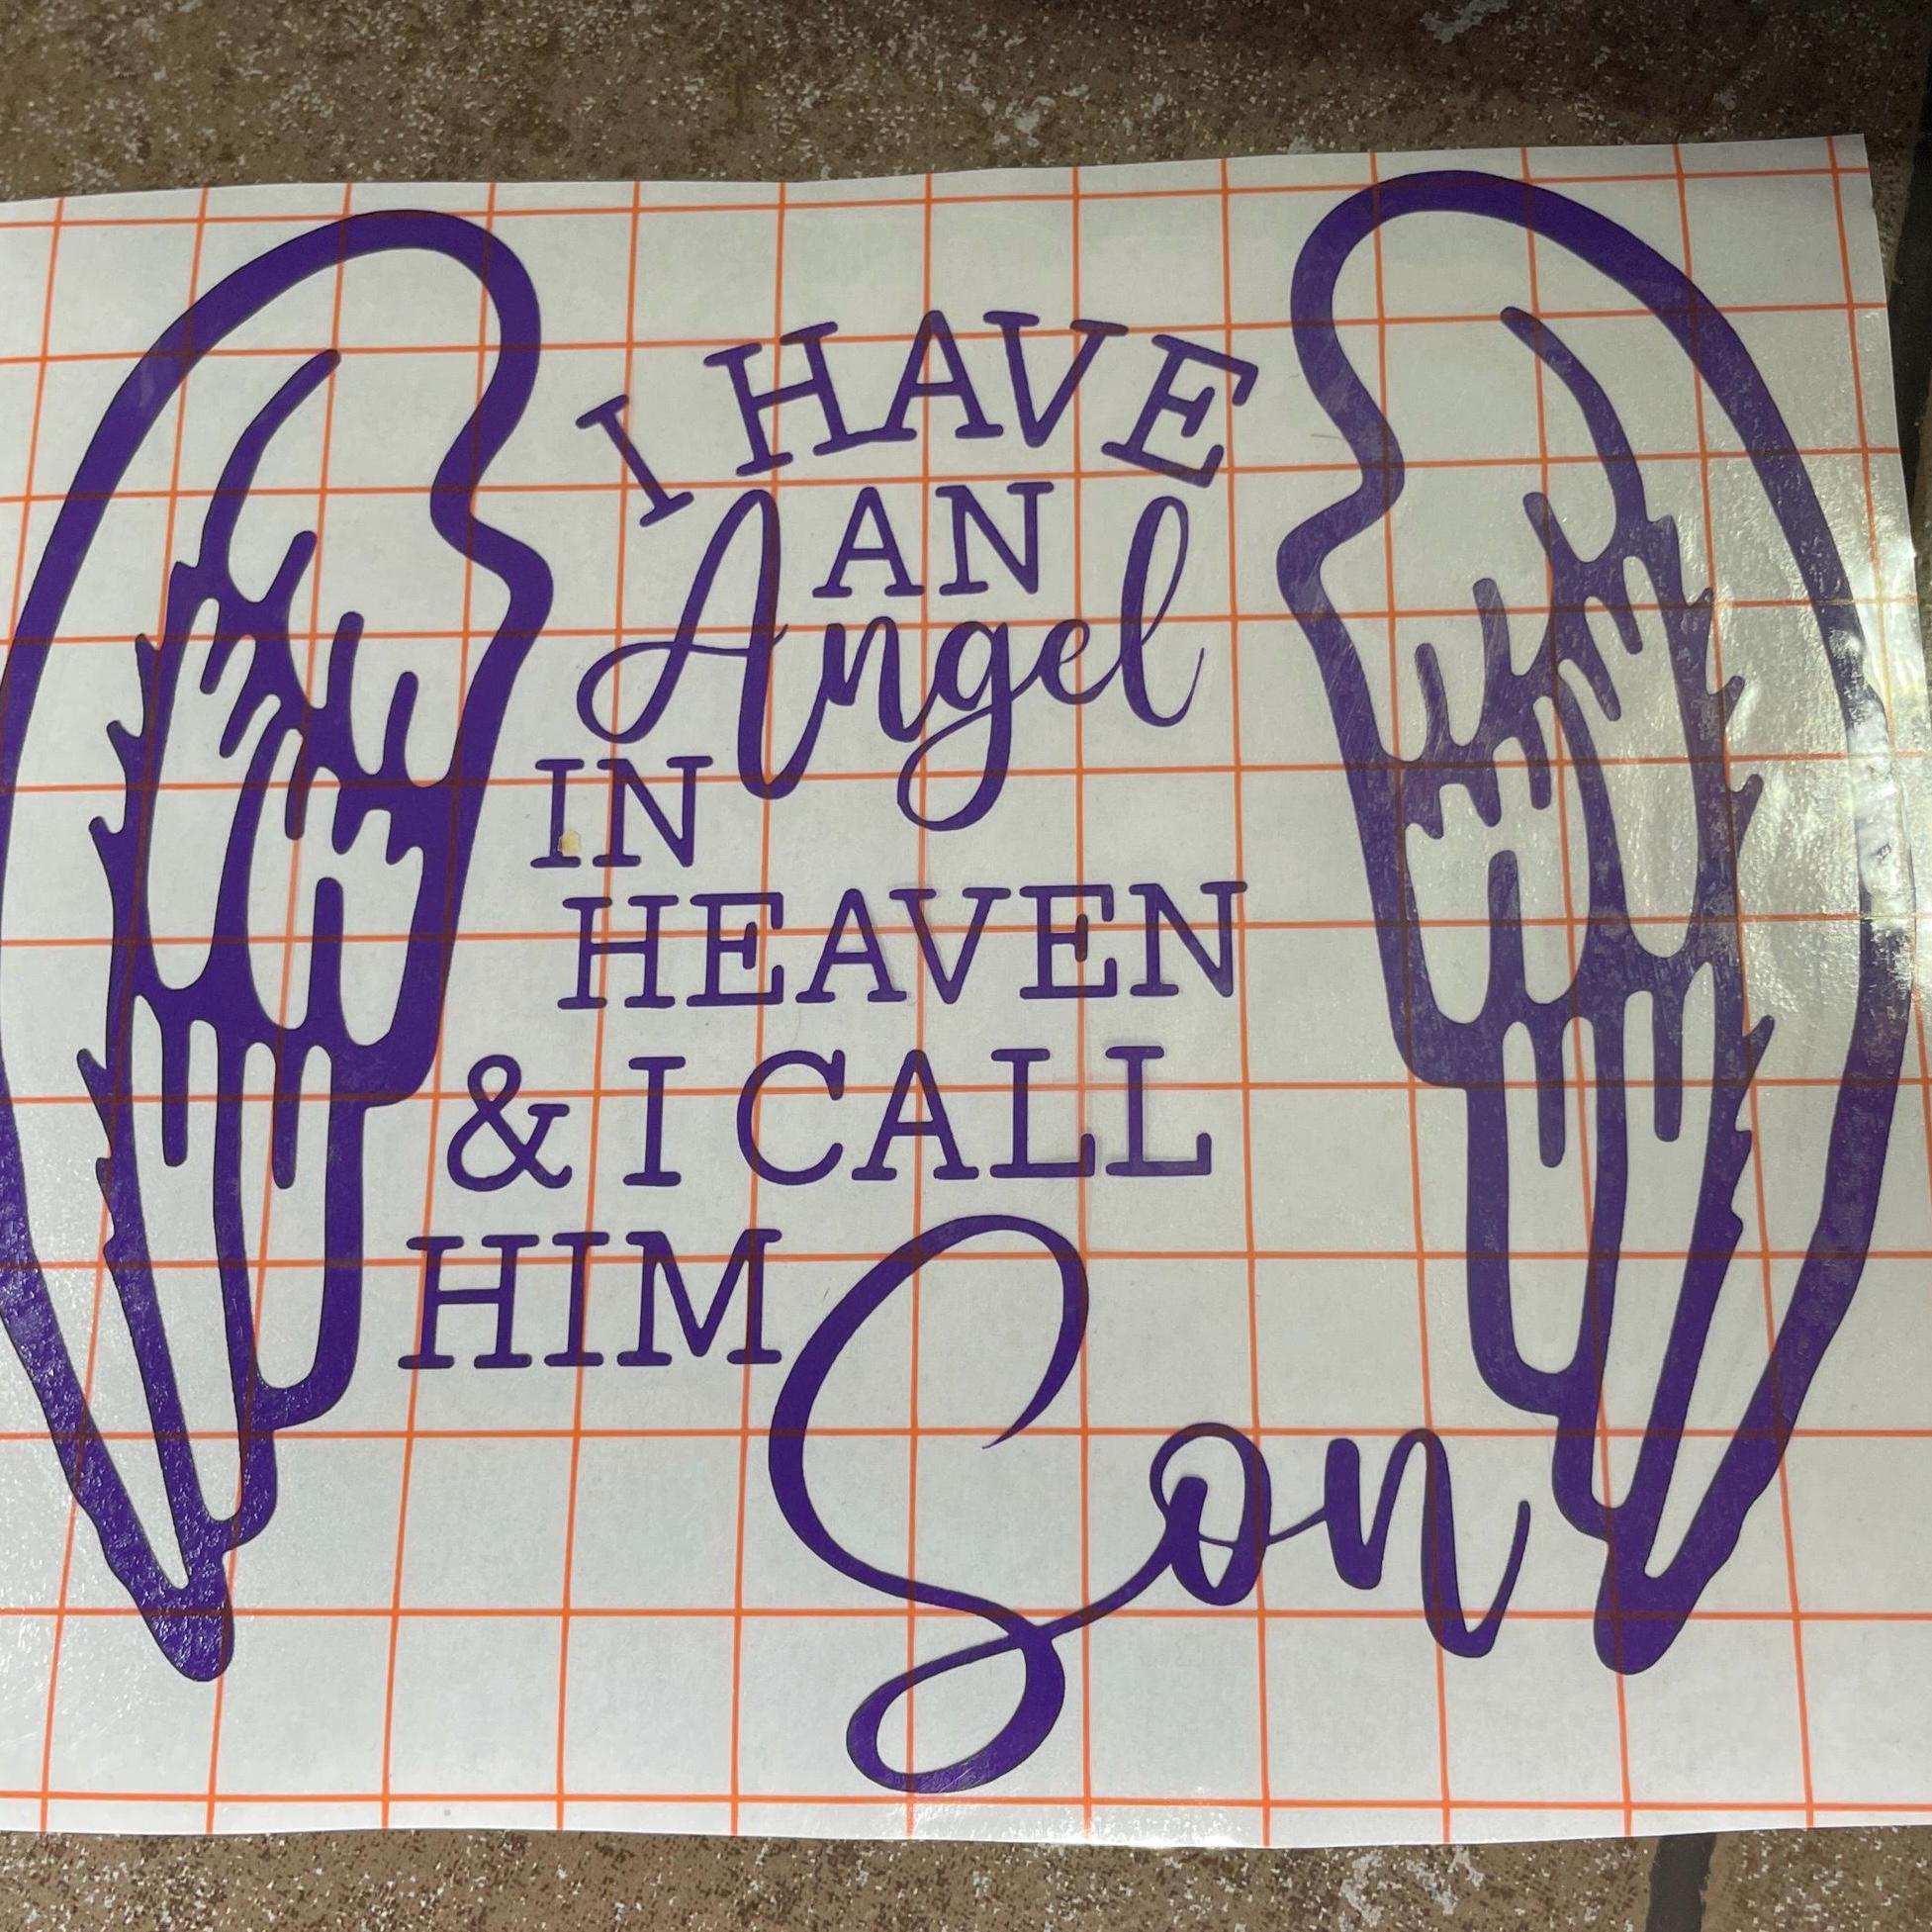 I HAVE
AN
Angel
IN
HEAVEN
& I CALL
HIM
Son